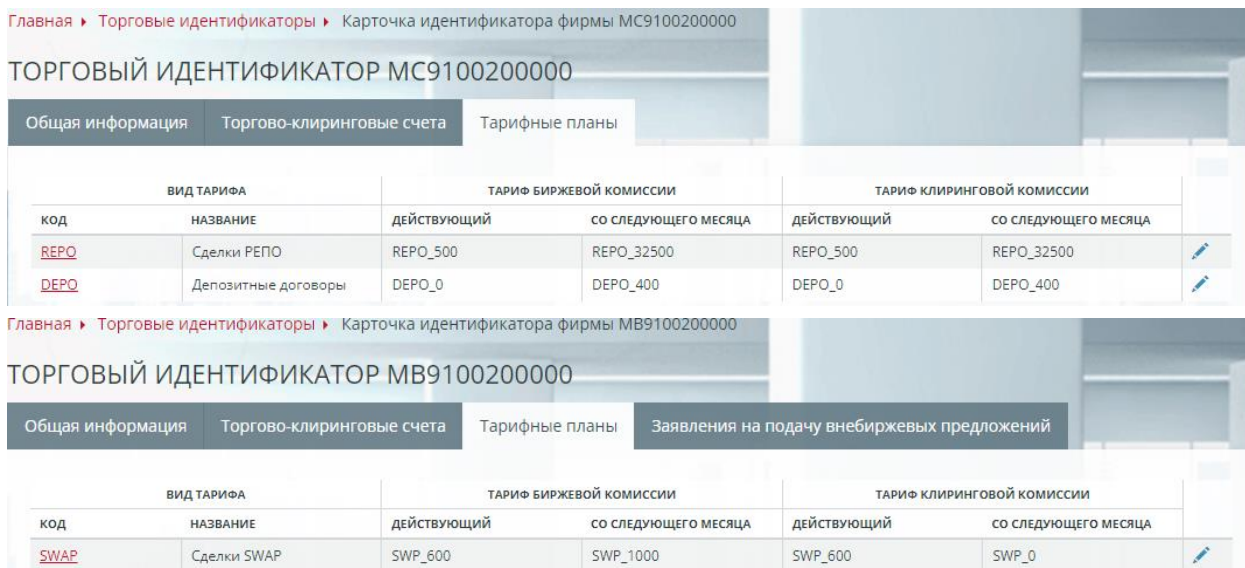 Главная ▸ Торговые идентификаторы ▸ Карточка идентификатора фирмы MC9100200000
ТОРГОВЫЙ ИДЕНТИФИКАТОР MC9100200000
Общая информация Торгово-клиринговые счета Тарифные планы
ВИД ТАРИФА ТАРИФ БИРЖЕВОЙ КОМИССИИ ТАРИФ КЛИРИНГОВОЙ КОМИССИИ
КОД НАЗВАНИЕ ДЕЙСТВУЮЩИЙ СО СЛЕДУЮЩЕГО МЕСЯЦА ДЕЙСТВУЮЩИЙ СО СЛЕДУЮЩЕГО МЕСЯЦА
REPO Сделки РЕПО REPO_500 REPO_32500 REPO_500 REPO_32500
DEPO Депозитные договоры DEPO_0 DEPO_400 DEPO_0 DEPO_400
Главная ▸ Торговые идентификаторы ▸ Карточка идентификатора фирмы MB9100200000
ТОРГОВЫЙ ИДЕНТИФИКАТОР MB9100200000
Общая информация Торгово-клиринговые счета Тарифные планы Заявления на подачу внебиржевых предложений
ВИД ТАРИФА ТАРИФ БИРЖЕВОЙ КОМИССИИ ТАРИФ КЛИРИНГОВОЙ КОМИССИИ
КОД НАЗВАНИЕ ДЕЙСТВУЮЩИЙ СО СЛЕДУЮЩЕГО МЕСЯЦА ДЕЙСТВУЮЩИЙ СО СЛЕДУЮЩЕГО МЕСЯЦА
SWAP Сделки SWAP SWP_600 SWP_1000 SWP_600 SWP_0